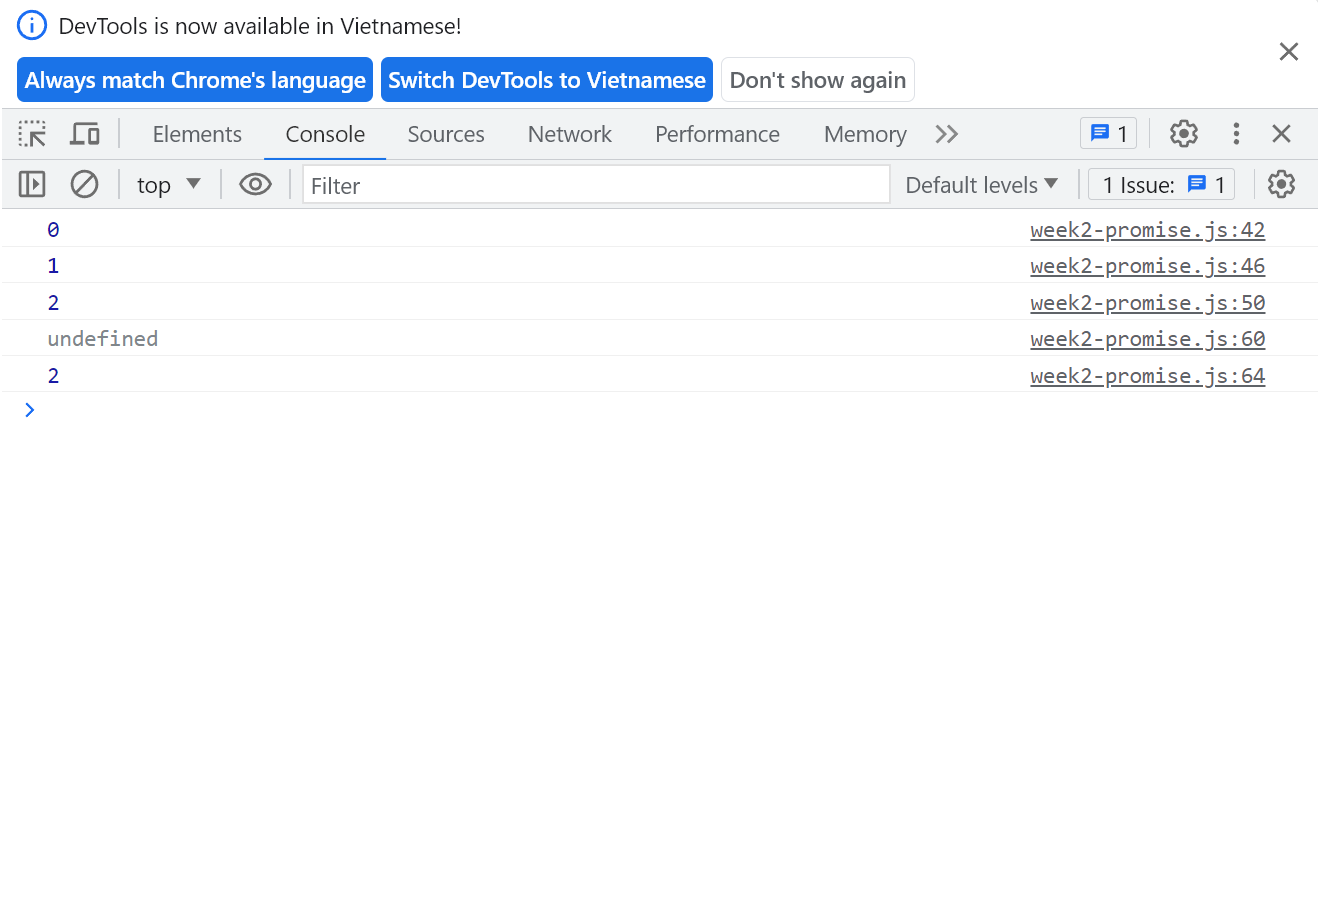 DevTools is now available in Vietnamese!
Always match Chrome's language Switch DevTools to Vietnamese Don't show again
Elements Console Sources Network Performance Memory 1
top Filter Default levels 1 Issue: 1
0 week2-promise.js:42
1 week2-promise.js:46
2 week2-promise.js:50
undefined week2-promise.js:60
2 week2-promise.js:64